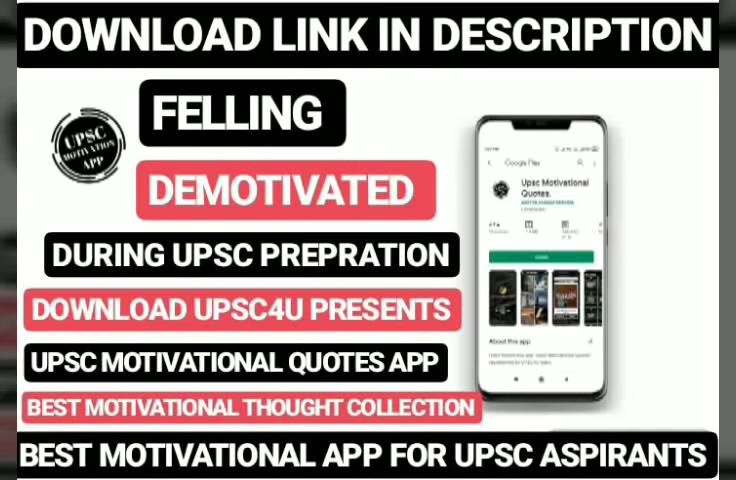 DOWNLOAD LINK IN DESCRIPTION
FELLING
UPSC
MOTIVATION
APP
DEMOTIVATED
DURING UPSC PREPRATION
DOWNLOAD UPSC4U PRESENTS
UPSC MOTIVATIONAL QUOTES APP
BEST MOTIVATIONAL THOUGHT COLLECTION
BEST MOTIVATIONAL APP FOR UPSC ASPIRANTS
Google Play
Upsc Motivational
Quotes.
About this app